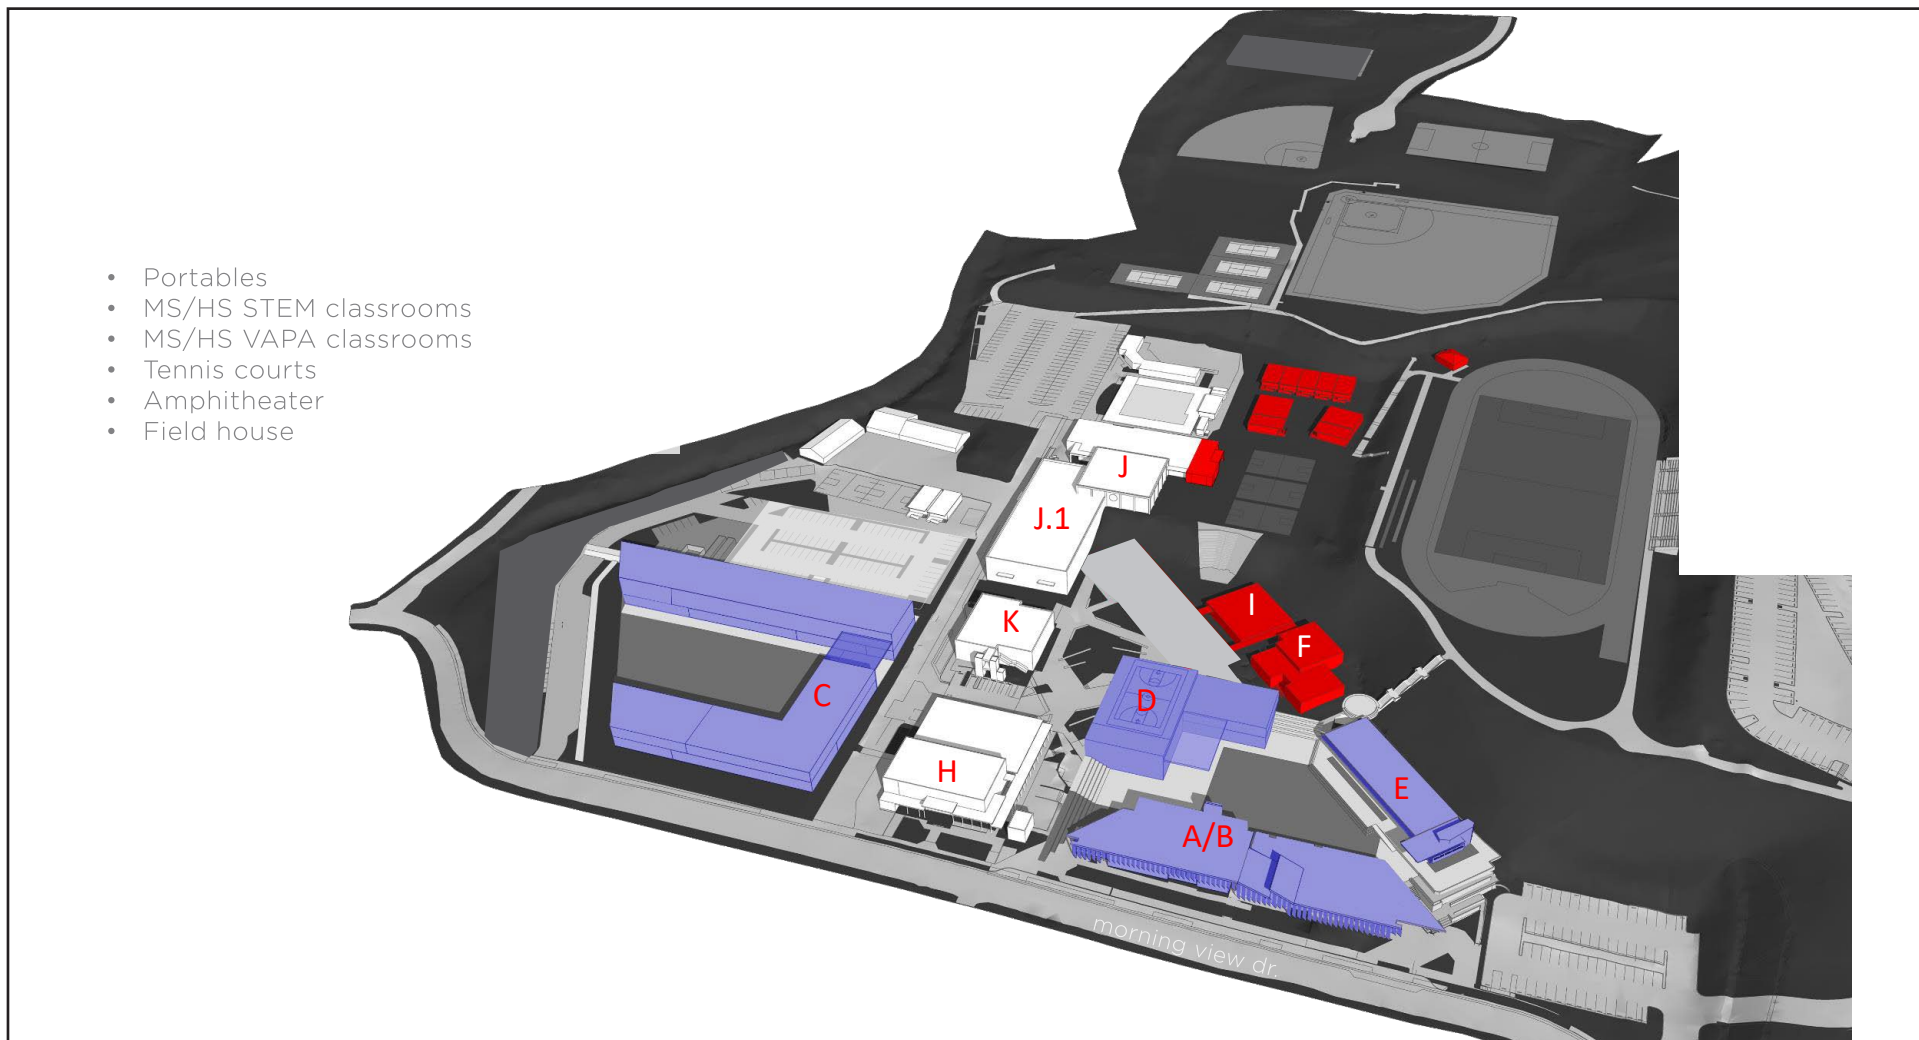 • Portables
• MS/HS STEM classrooms
• MS/HS VAPA classrooms
• Tennis courts
• Amphitheater
• Field house
J
J.1
I
K
F
C
D
H
E
A/B
morning view dr.